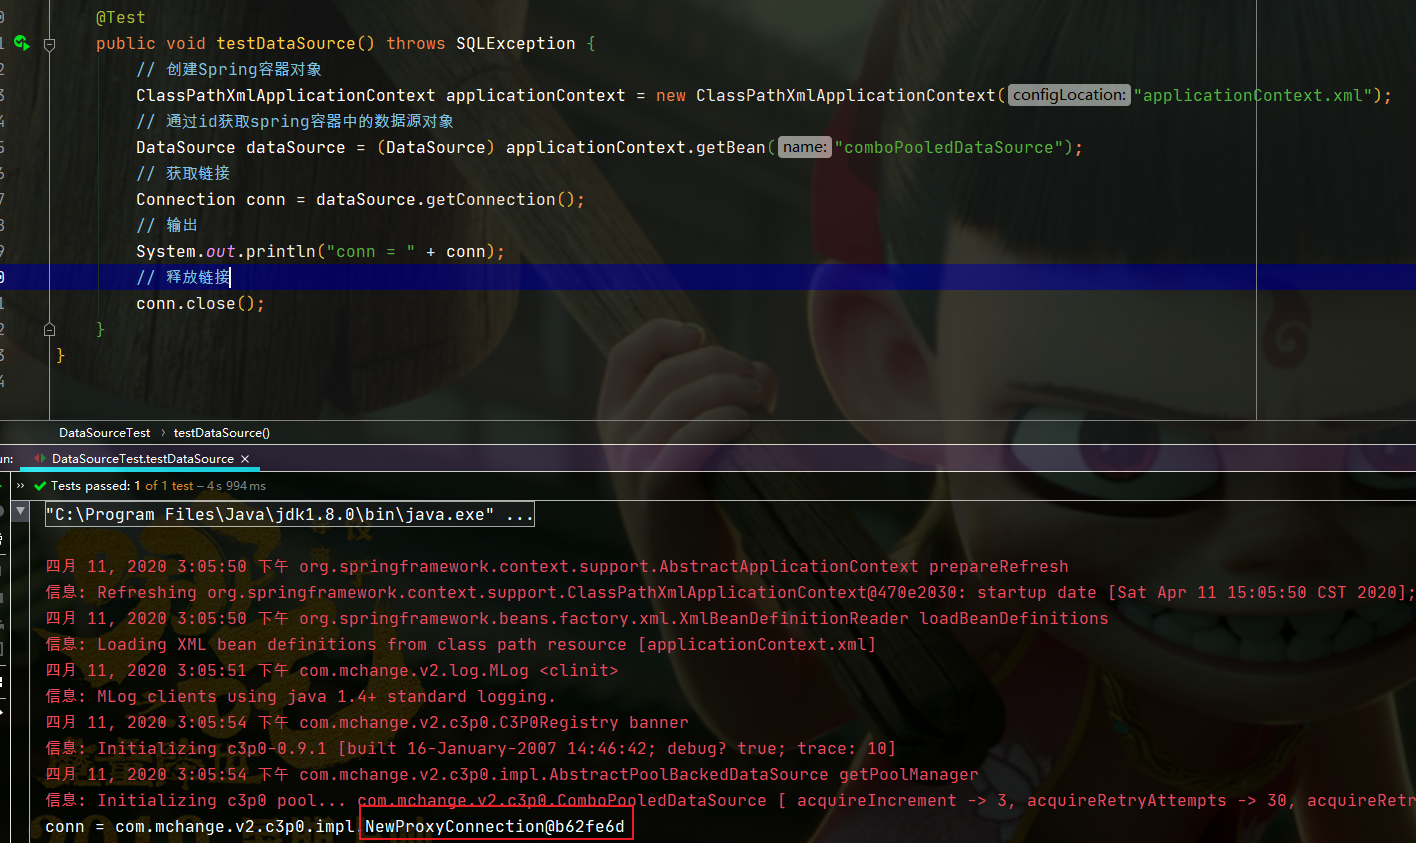 @Test
public void testDataSource() throws SQLException {
// 创建Spring容器对象
ClassPathXmlApplicationContext applicationContext = new ClassPathXmlApplicationContext( configLocation: "applicationContext.xml");
// 通过id获取spring容器中的数据源对象
DataSource dataSource = (DataSource) applicationContext.getBean( name: "comboPooledDataSource");
// 获取链接
Connection conn = dataSource.getConnection();
// 输出
System.out.println("conn = " + conn);
// 释放链接
conn.close();
}
}
DataSourceTest › testDataSource()
un: DataSourceTest.testDataSource ×
» Tests passed: 1 of 1 test – 4 s 994 ms
"C:\Program Files\Java\jdk1.8.0\bin\java.exe" ...
四月 11, 2020 3:05:50 下午 org.springframework.context.support.AbstractApplicationContext prepareRefresh
信息: Refreshing org.springframework.context.support.ClassPathXmlApplicationContext@470e2030: startup date [Sat Apr 11 15:05:50 CST 2020];
四月 11, 2020 3:05:50 下午 org.springframework.beans.factory.xml.XmlBeanDefinitionReader loadBeanDefinitions
信息: Loading XML bean definitions from class path resource [applicationContext.xml]
四月 11, 2020 3:05:51 下午 com.mchange.v2.log.MLog <clinit>
信息: MLog clients using java 1.4+ standard logging.
四月 11, 2020 3:05:54 下午 com.mchange.v2.c3p0.C3P0Registry banner
信息: Initializing c3p0-0.9.1 [built 16-January-2007 14:46:42; debug? true; trace: 10]
四月 11, 2020 3:05:54 下午 com.mchange.v2.c3p0.impl.AbstractPoolBackedDataSource getPoolManager
信息: Initializing c3p0 pool... com.mchange.v2.c3p0.ComboPooledDataSource [ acquireIncrement -> 3, acquireRetryAttempts -> 30, acquireRetr
conn = com.mchange.v2.c3p0.impl.NewProxyConnection@b62fe6d